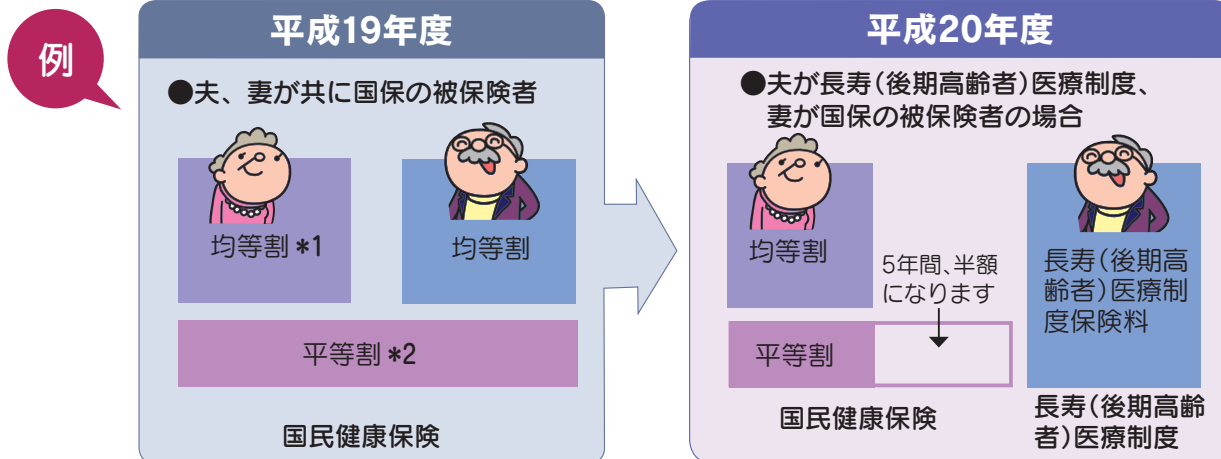 例
平成19年度
●夫、妻が共に国保の被保険者
均等割*1
均等割
平等割*2
国民健康保険
平成20年度
●夫が長寿(後期高齢者)医療制度、
妻が国保の被保険者の場合
均等割
5年間、半額
になります
平等割
国民健康保険
長寿(後期高
齢者)医療制
度保険料
長寿(後期高齢
者)医療制度